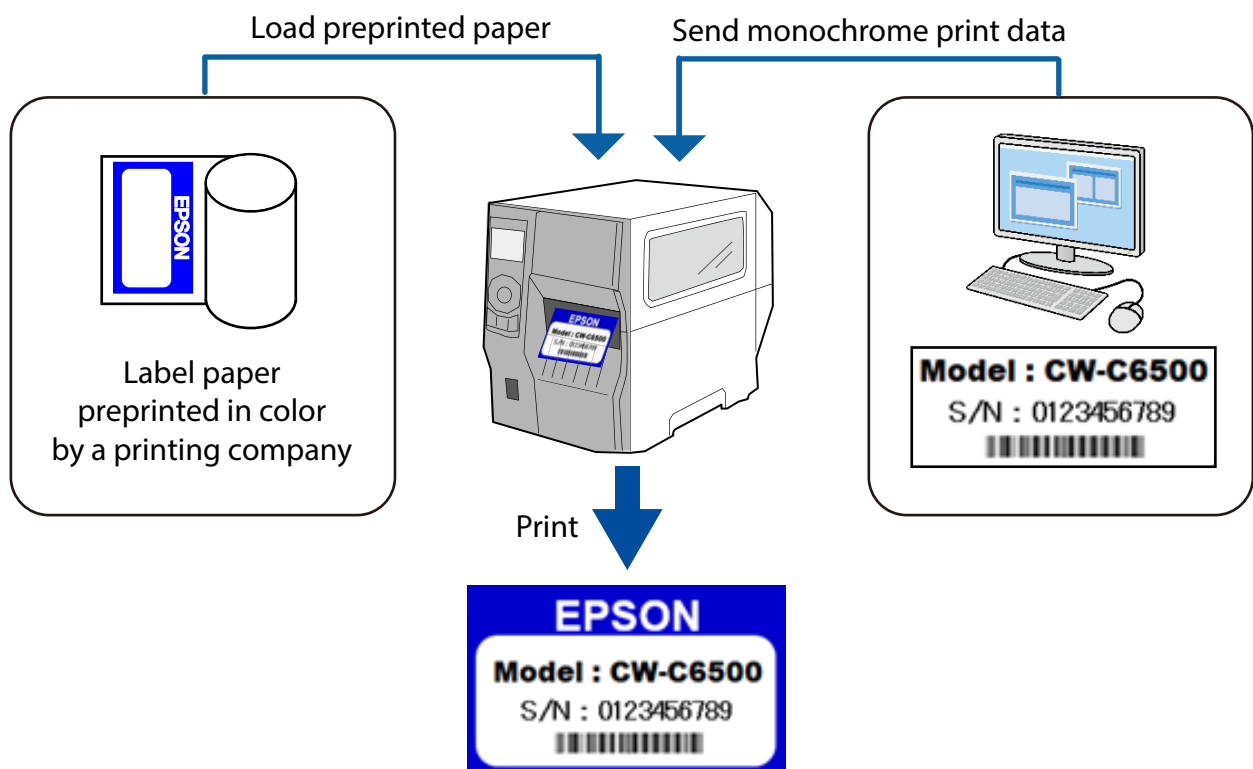 Load preprinted paper
Send monochrome print data
EPSON
Label paper
preprinted in color
by a printing company
EPSON
Model : CW-C6500
S/N : 0123456789
Model : CW-C6500
S/N : 0123456789
Print
EPSON
Model : CW-C6500
S/N : 0123456789